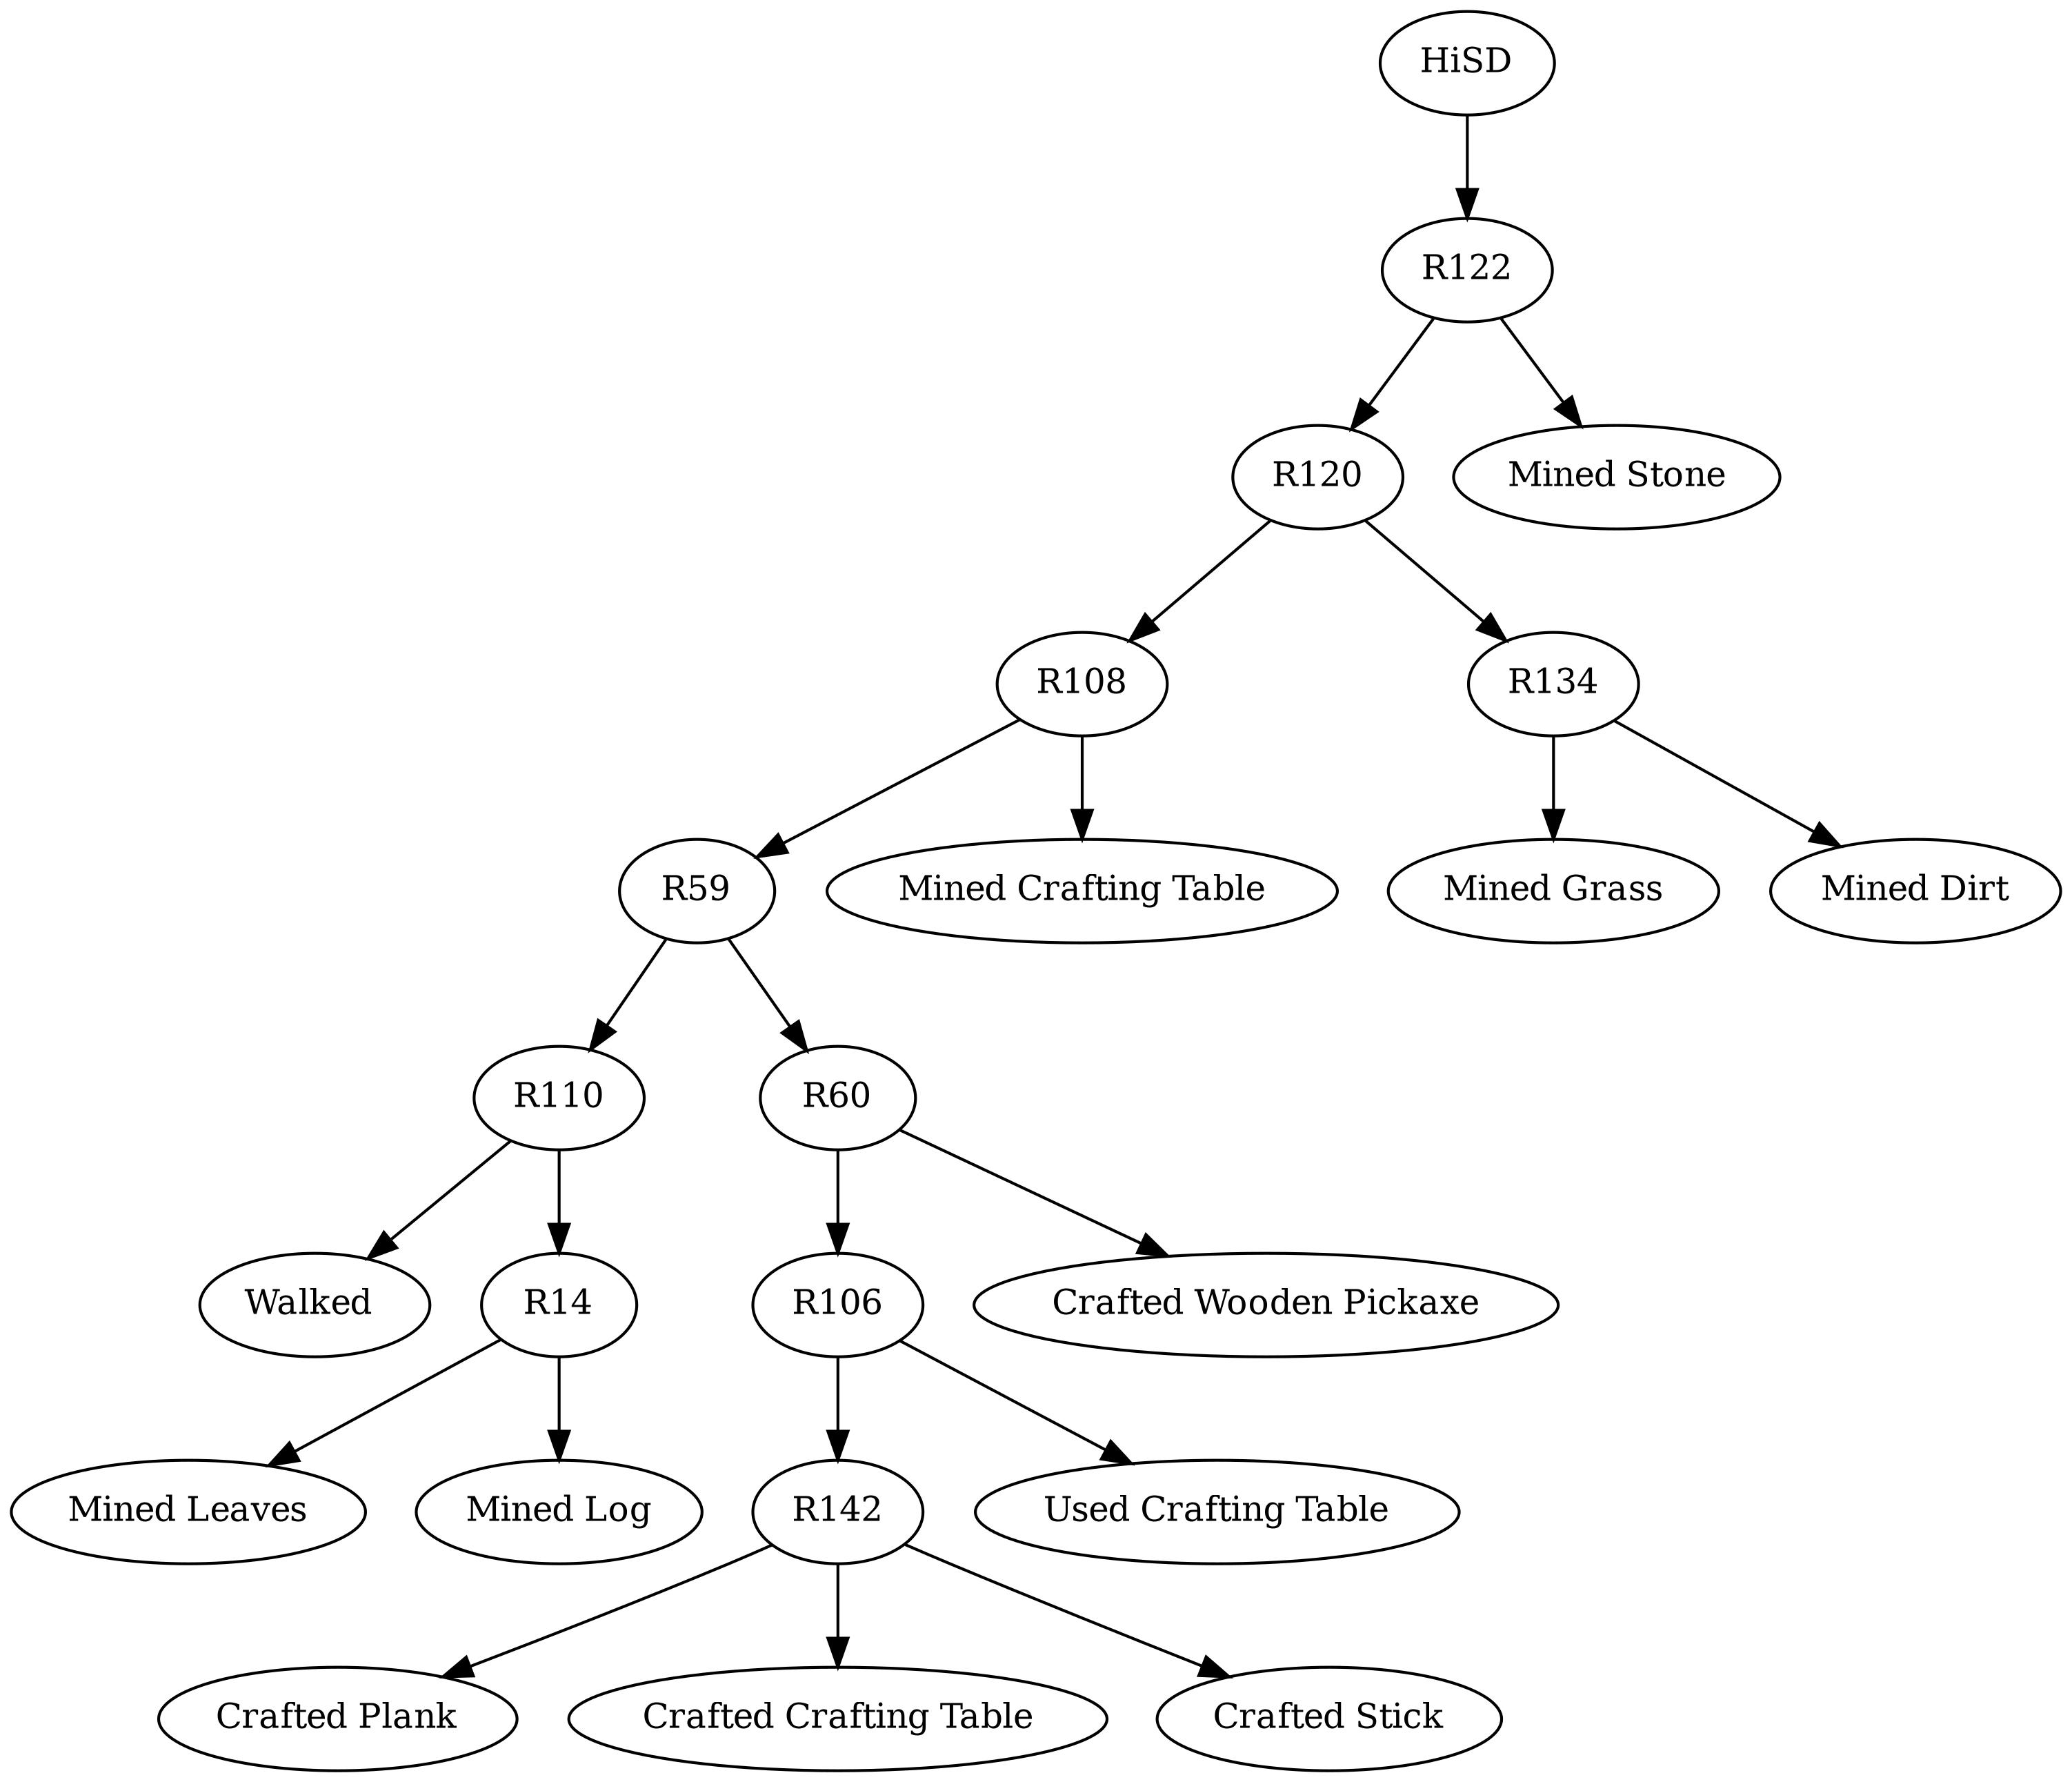 HiSD
R122
R120
Mined Stone
R108
R134
R59
Mined Crafting Table
Mined Grass
Mined Dirt
R110
R60
Walked
R14
R106
Crafted Wooden Pickaxe
Mined Leaves
Mined Log
R142
Used Crafting Table
Crafted Plank
Crafted Crafting Table
Crafted Stick